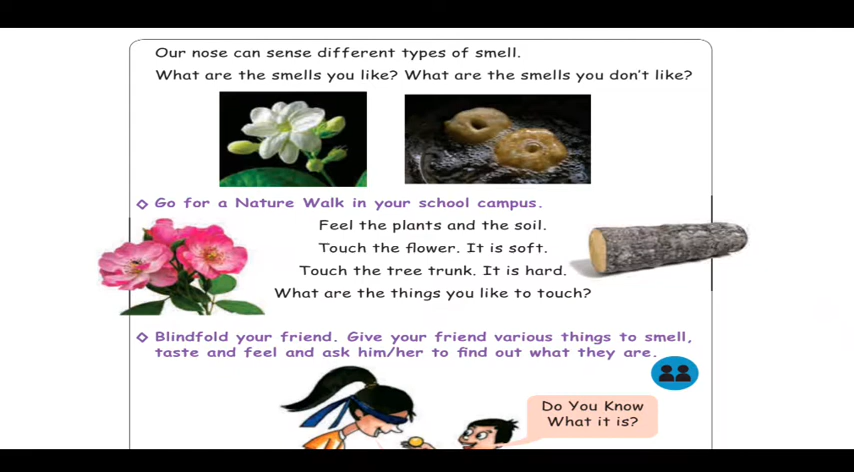 Our nose can sense different types of smell.
What are the smells you like? What are the smells you don't like?
Go for a Nature Walk in your school campus.
Feel the plants and the soil.
Touch the flower. It is soft.
Touch the tree trunk. It is hard.
What are the things you like to touch?
Blindfold your friend. Give your friend various things to smell,
taste and feel and ask him/her to find out what they are.
Do You Know
What it is?